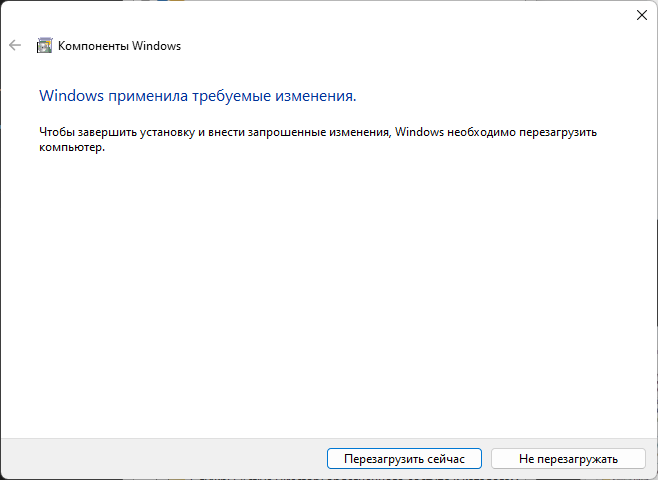 Компоненты Windows
Windows применила требуемые изменения.
Чтобы завершить установку и внести запрошенные изменения, Windows необходимо перезагрузить
компьютер.
Перезагрузить сейчас
Не перезагружать